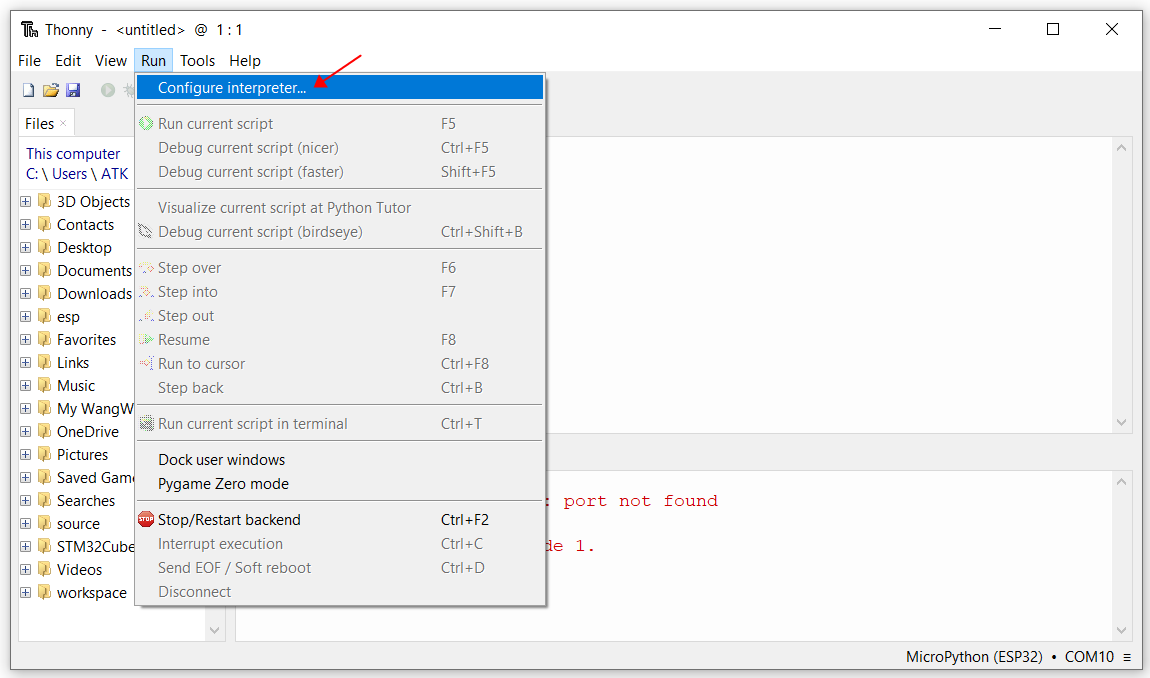 Thonny - <untitled> @ 1 : 1
File Edit View Run Tools Help
Configure interpreter...
Files
This computer
C: \ Users \ ATK
3D Objects
Contacts
Desktop
Documents
Downloads
esp
Favorites
Links
Music
My WangW
OneDrive
Pictures
Saved Game
Searches
source
STM32Cube
Videos
workspace
Run current script F5
Debug current script (nicer) Ctrl+F5
Debug current script (faster) Shift+F5
Visualize current script at Python Tutor
Debug current script (birdseye) Ctrl+Shift+B
Step over F6
Step into F7
Step out
Resume F8
Run to cursor Ctrl+F8
Step back Ctrl+B
Run current script in terminal Ctrl+T
Dock user windows
Pygame Zero mode
STOP Stop/Restart backend Ctrl+F2
Interrupt execution Ctrl+C
Send EOF / Soft reboot Ctrl+D
Disconnect
: port not found
de 1.
MicroPython (ESP32) • COM10 ≡